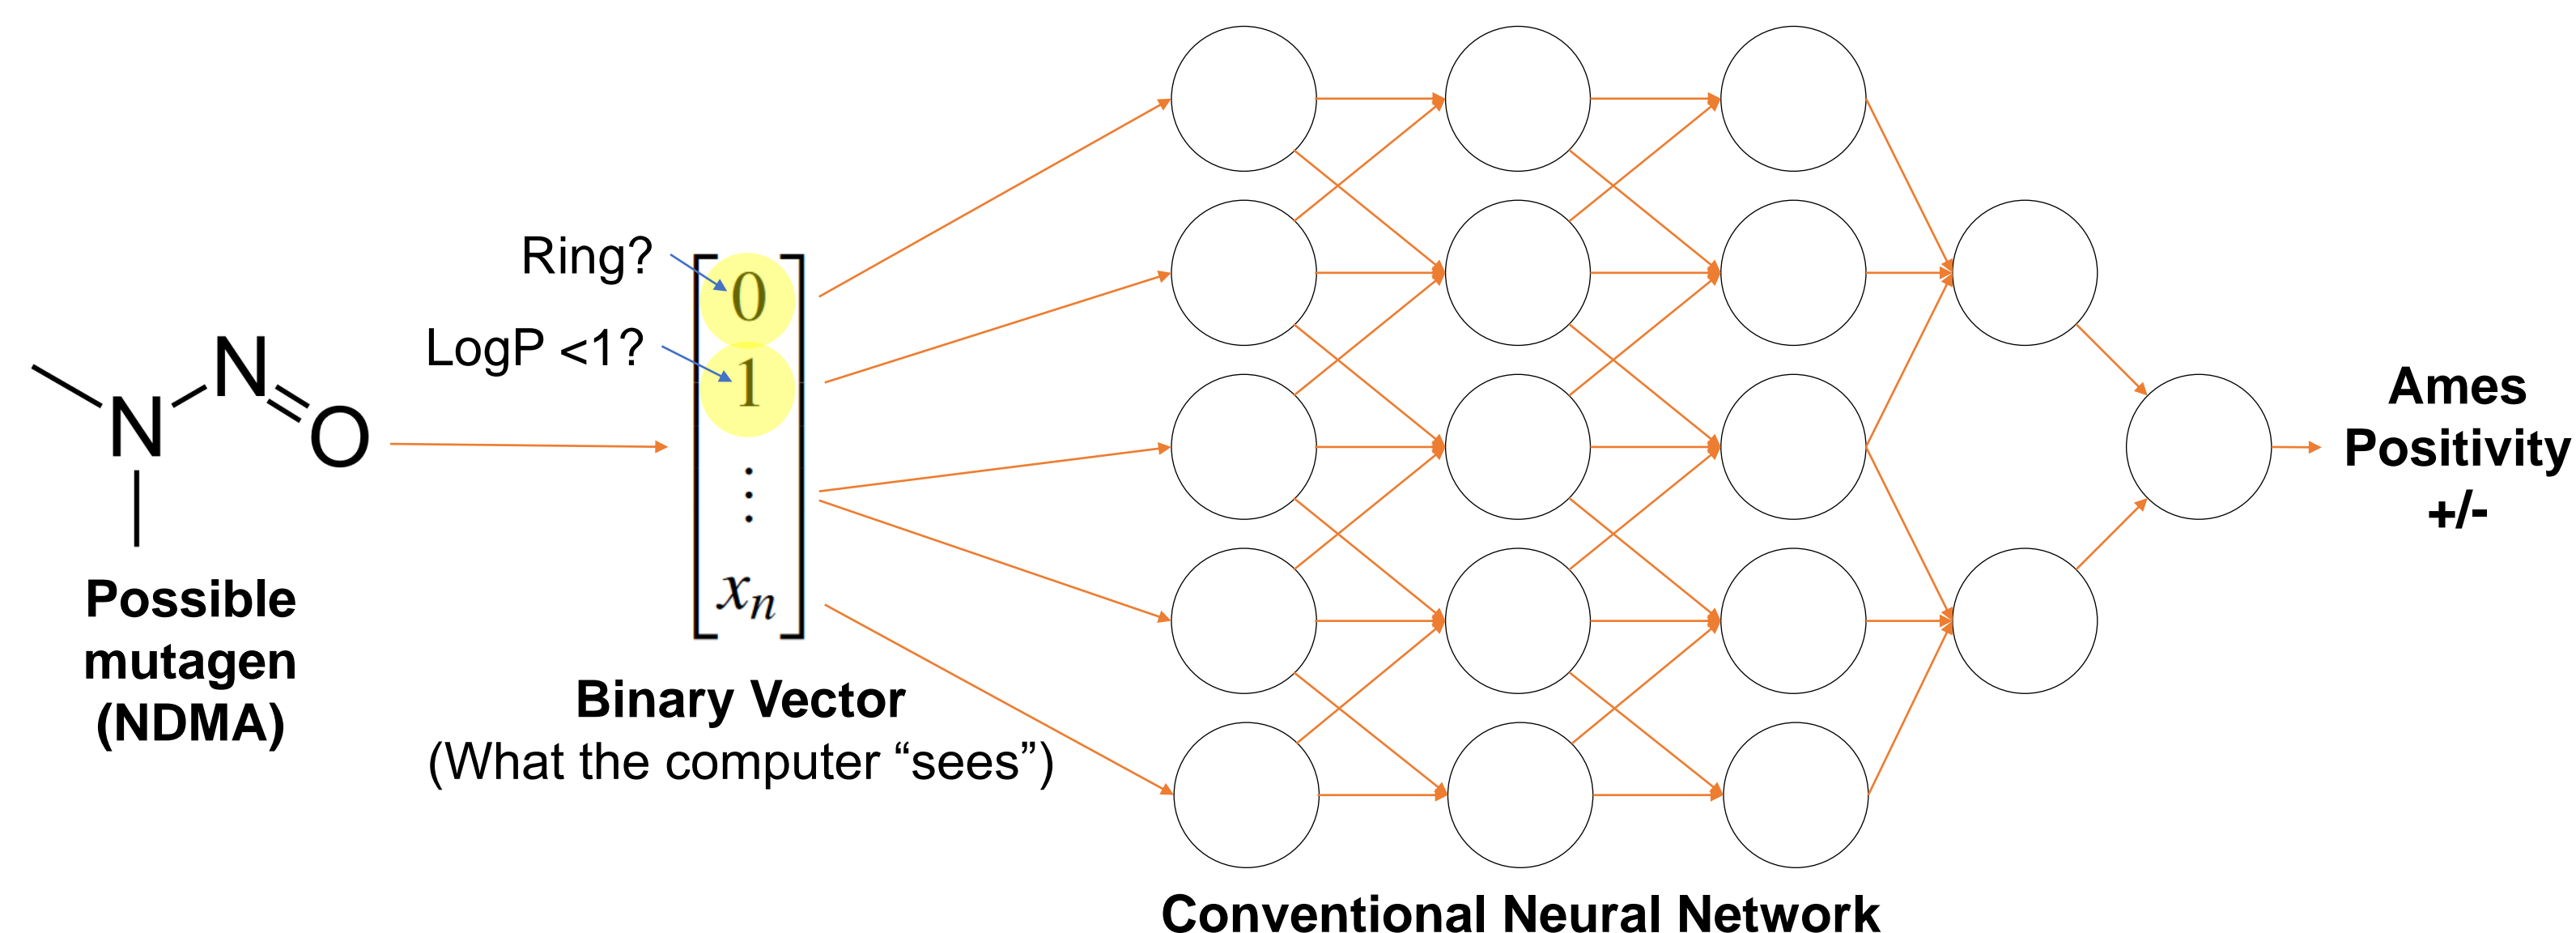 N
N
O
Possible
mutagen
(NDMA)
Ring?
LogP <1?
0
1
⋮
xₙ
Binary Vector
(What the computer “sees”)
Conventional Neural Network
Ames
Positivity
+/-